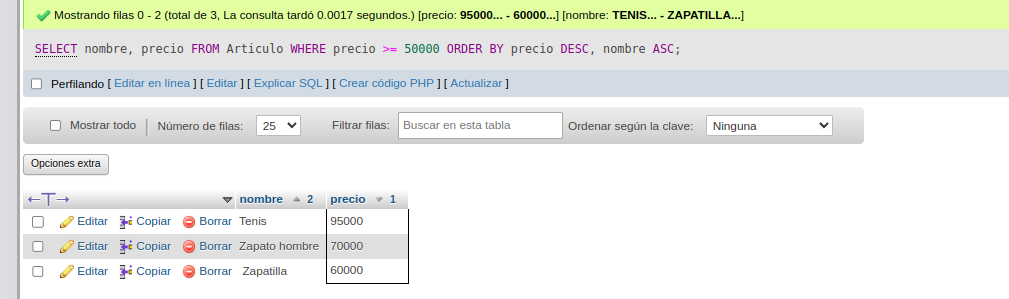 Mostrando filas 0 - 2 (total de 3, La consulta tardó 0.0017 segundos.) [precio: 95000... - 60000...] [nombre: TENIS... - ZAPATILLA...]
SELECT nombre, precio FROM Articulo WHERE precio >= 50000 ORDER BY precio DESC, nombre ASC;
Perfilando [ Editar en línea ] [ Editar ] [ Explicar SQL ] [ Crear código PHP ] [ Actualizar ]
Mostrar todo | Número de filas: 25 Filtrar filas: Buscar en esta tabla Ordenar según la clave: Ninguna
Opciones extra
←T→ nombre 2 precio 1
Editar Copiar Borrar Tenis 95000
Editar Copiar Borrar Zapato hombre 70000
Editar Copiar Borrar Zapatilla 60000